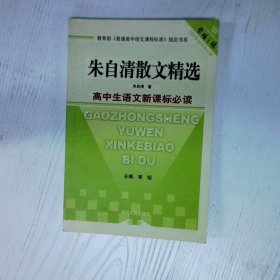 教育部《普通高中语文课程标准》指定书目
朱自清散文精选
朱自清 著
高中生语文新课标必读
GAOZHONGSHENG
YUWEN
XINKEBIAO
BI DU
主编